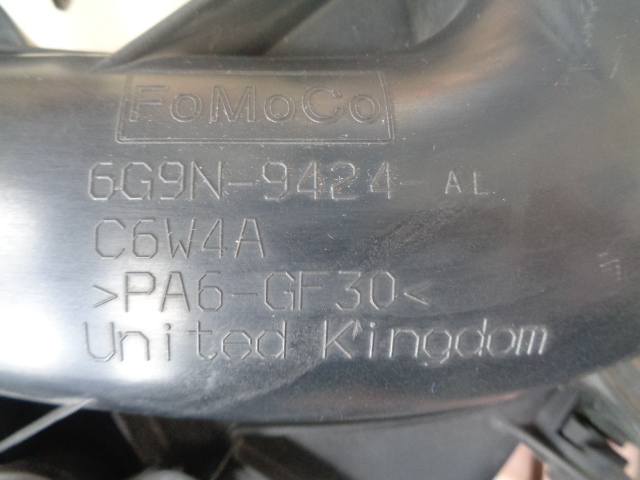 FoMoCo
6G9N-9424-AL
C6W4A
>PA6-GF30<
United Kingdom